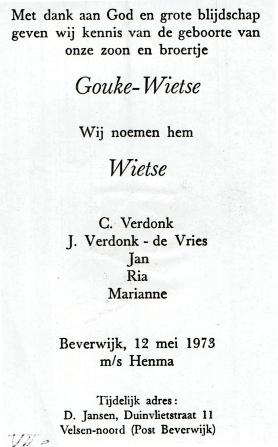 Met dank aan God en grote blijdschap
geven wij kennis van de geboorte van
onze zoon en broertje
Gouke-Wietse
Wij noemen hem
Wietse
C. Verdonk
J. Verdonk - de Vries
Jan
Ria
Marianne
Beverwijk, 12 mei 1973
m/s Henma
Tijdelijk adres:
D. Jansen, Duinvlietstraat 11
Velsen-noord (Post Beverwijk)